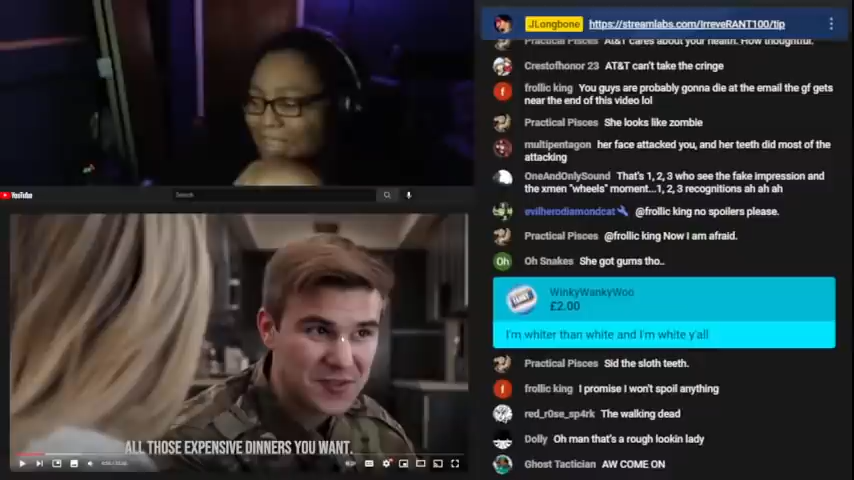 JLongbone https://streamlabs.com/IrreveRANT100/tip
Practical Pisces AT&T cares about your health. How thoughtful.
Crestofhonor 23 AT&T can't take the cringe
frollic king You guys are probably gonna die at the email the gf gets
near the end of this video lol
Practical Pisces She looks like zombie
multipentagon her face attacked you, and her teeth did most of the
attacking
OneAndOnlySound That's 1, 2, 3 who see the fake impression and
the xmen "wheels" moment...1, 2, 3 recognitions ah ah ah
evilherodiamondcat @frollic king no spoilers please.
Practical Pisces @frollic king Now I am afraid.
Oh Oh Snakes She got gums tho..
WinkyWankyWoo
£2.00
I'm whiter than white and I'm white y'all
Practical Pisces Sid the sloth teeth.
frollic king I promise I won't spoil anything
red_r0se_sp4rk The walking dead
Dolly Oh man that's a rough lookin lady
Ghost Tactician AW COME ON
YouTube
Search
ALL THOSE EXPENSIVE DINNERS YOU WANT.